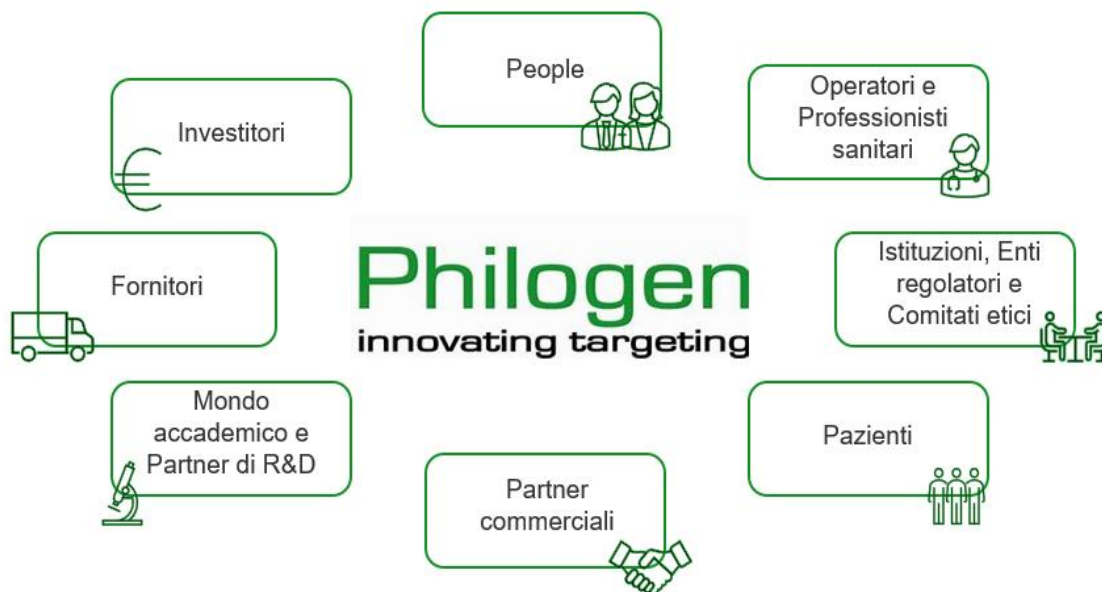 People
Operatori e
Professionisti
sanitari
Investitori
Istituzioni, Enti
regolatori e
Comitati etici
Fornitori
Philogen
innovating targeting
Mondo
accademico e
Partner di R&D
Pazienti
Partner
commerciali